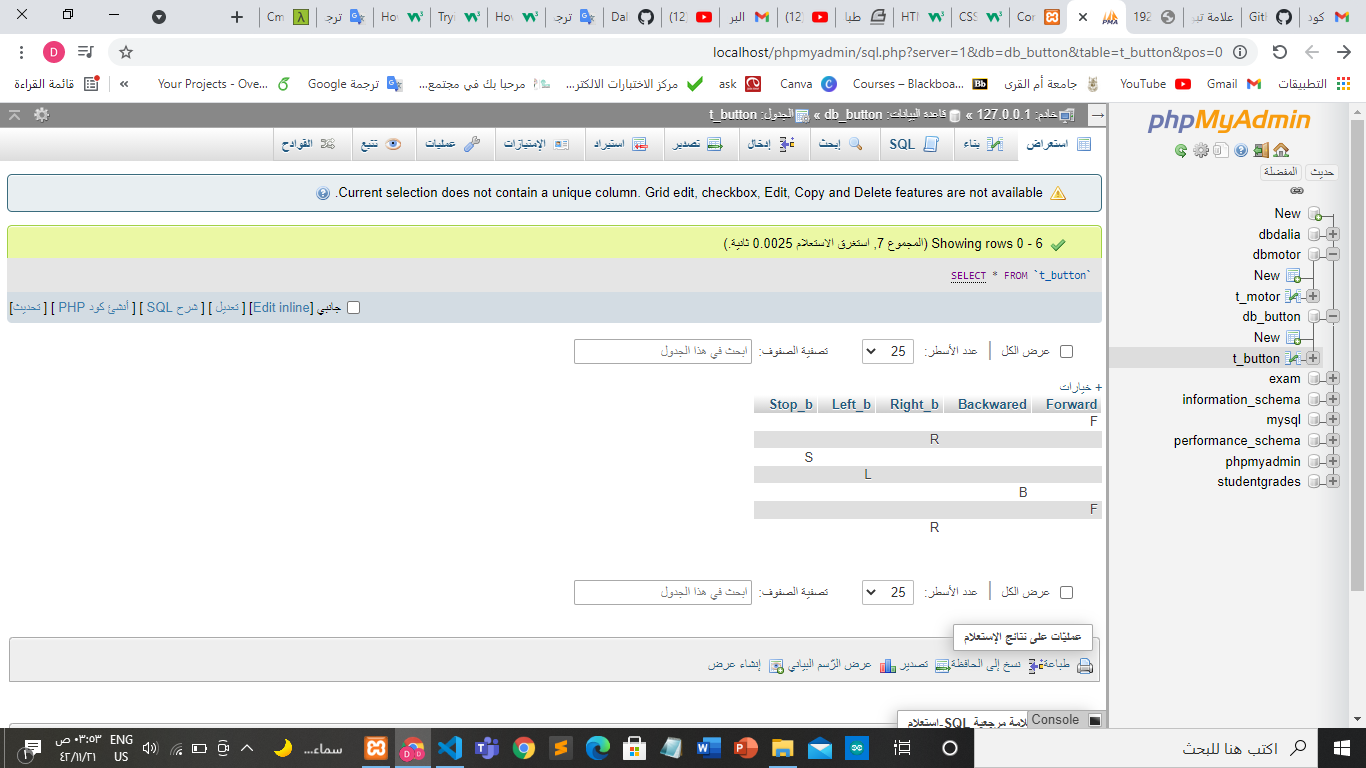 كود
Gitl
علامة تب
192
Cor
CSS
HTI
طبا
(12)
البر
(12)
Dal
ترجـ
Hov
Tryi
Hov
ترجـ
Cm
localhost/phpmyadmin/sql.php?server=1&db=db_button&table=t_button&pos=0
D
التطبيقات
Gmail
YouTube
جامعة أم القرى
Courses – Blackboa...
Canva
ask
مركز الاختبارات الالكتر...
مرحبا بك في مجتمع...
ترجمة Google
Your Projects - Ove...
»
قائمة القراءة
phpMyAdmin
حديث
المفضلة
New
dbdalia
dbmotor
New
t_motor
db_button
New
t_button
exam
information_schema
mysql
performance_schema
phpmyadmin
studentgrades
خادم: 127.0.0.1 » قاعدة البيانات: db_button » الجدول: t_button
استعراض
بناء
SQL
إبحث
إدخال
تصدير
استيراد
الإمتيازات
عمليات
تتبع
القوادح
Current selection does not contain a unique column. Grid edit, checkbox, Edit, Copy and Delete features are not available.
Showing rows 0 - 6 (المجموع 7, استغرق الاستعلام 0.0025 ثانية.)
SELECT * FROM `t_button`
جانبي [Edit inline] [ تعديل ] [ شرح SQL ] [ أنشئ كود PHP ] [ تحديث]
عرض الكل | عدد الأسطر: 25 تصفية الصفوف: ابحث في هذا الجدول
+ خيارات
Forward Backwared Right_b Left_b Stop_b
F
R
S
L
B
F
R
عرض الكل | عدد الأسطر: 25 تصفية الصفوف: ابحث في هذا الجدول
عمليّات على نتائج الإستعلام
طباعة نسخ إلى الحافظة تصدير عرض الرّسم البياني إنشاء عرض
مرجعية SQL-استعلام
Console
اكتب هنا للبحث
سماء...
ENG
US
٠٣:٥٣ ص
٤٢/١١/٢١